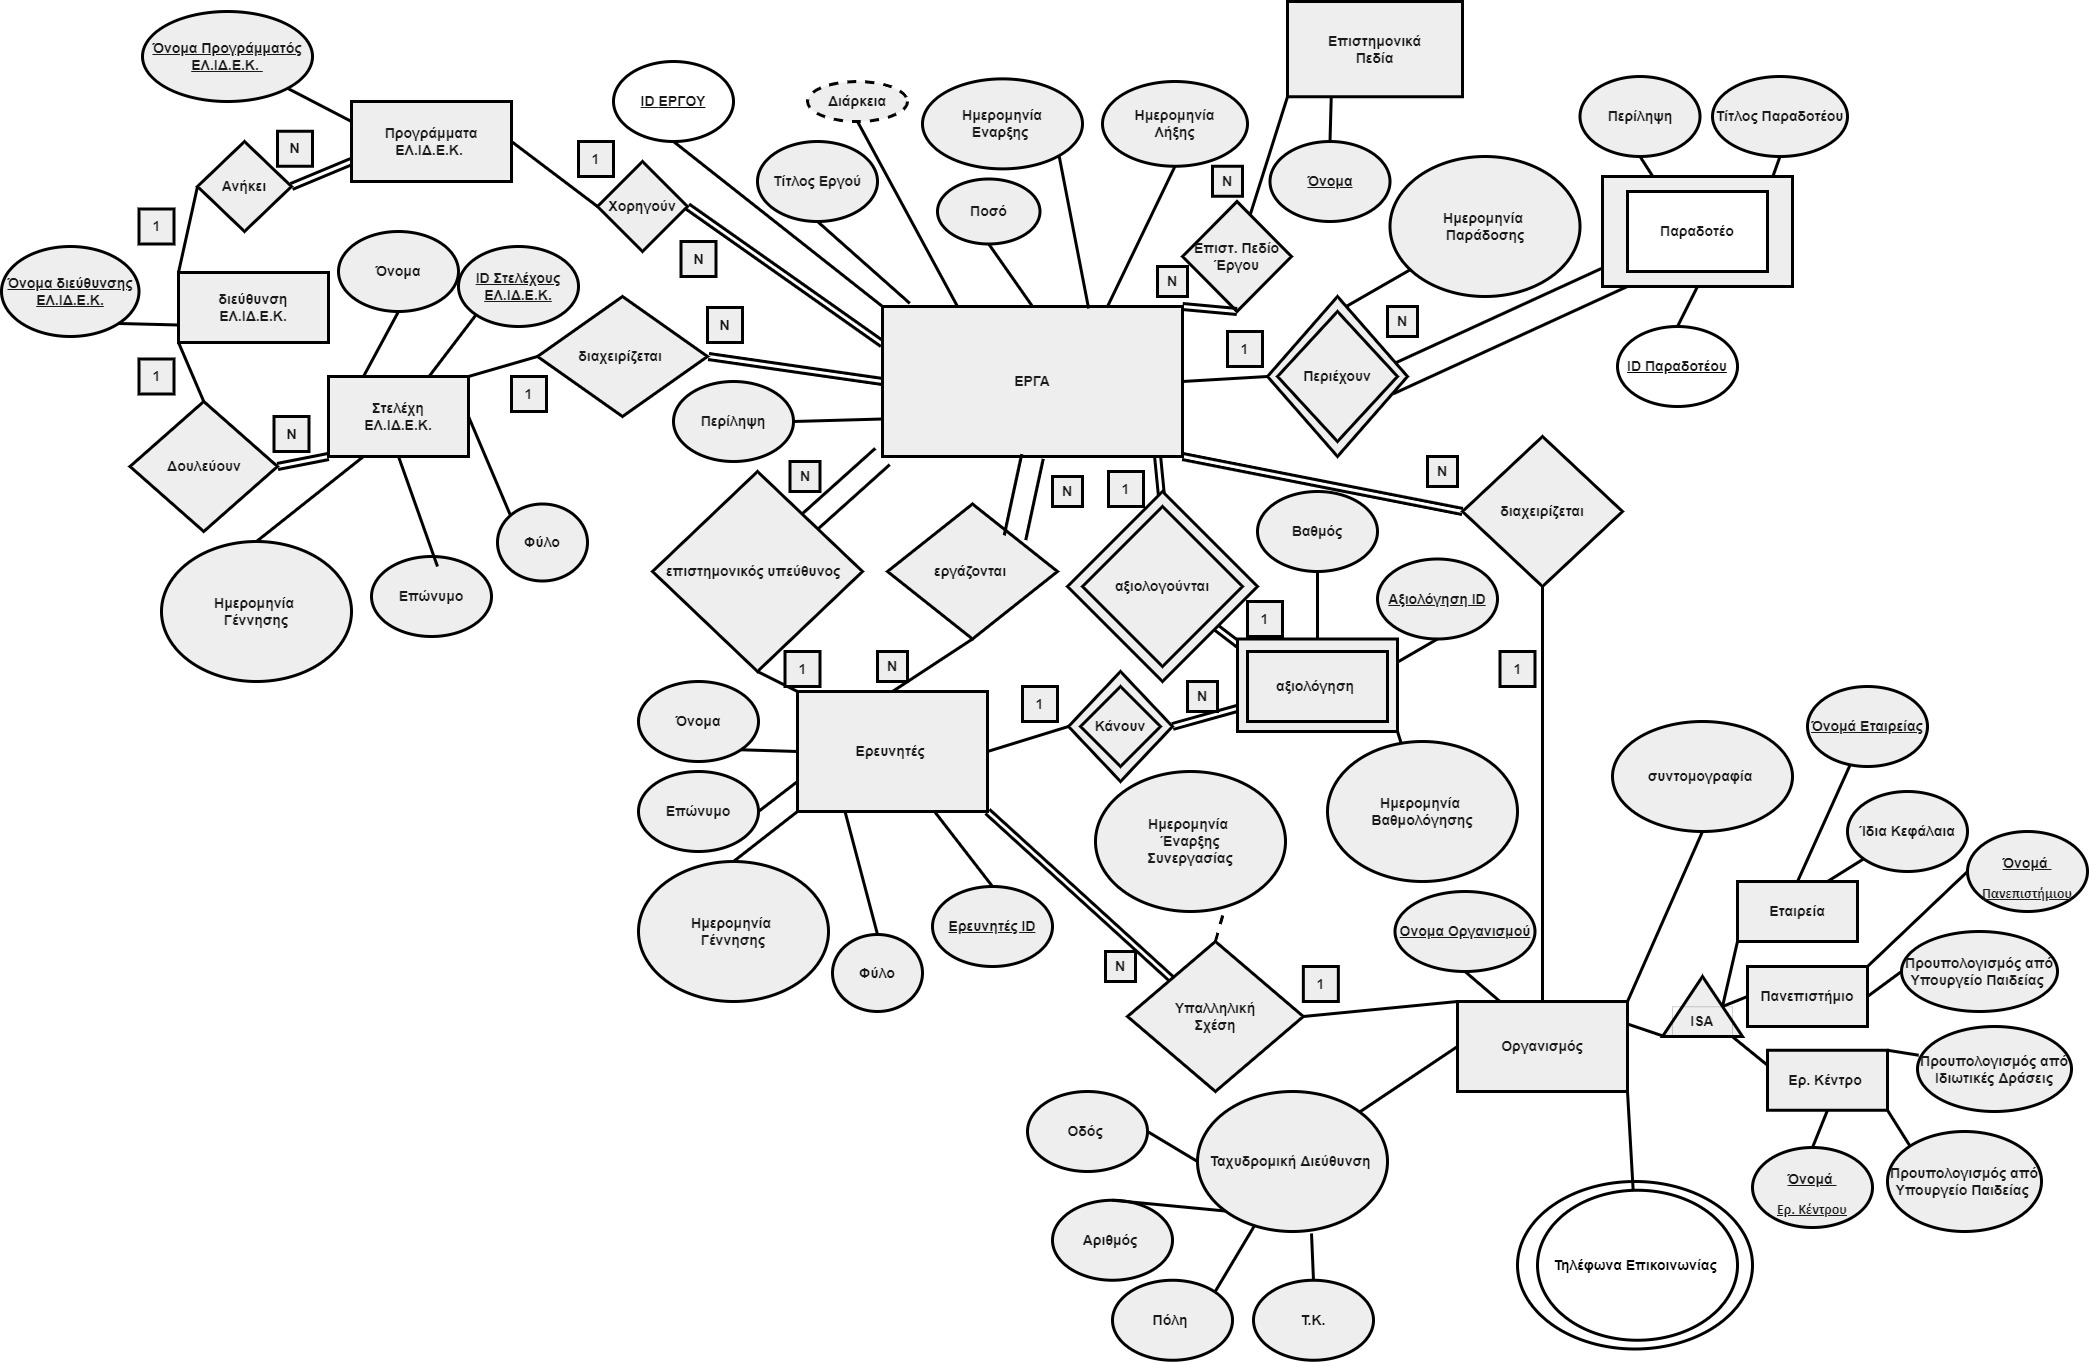 Όνομα Προγράμματός
ΕΛ.ΙΔ.Ε.Κ.
Προγράμματα
ΕΛ.ΙΔ.Ε.Κ.
N
Ανήκει
1
Όνομα διεύθυνσης
ΕΛ.ΙΔ.Ε.Κ.
διεύθυνση
ΕΛ.ΙΔ.Ε.Κ.
1
Δουλεύουν
N
Όνομα
ID Στελέχους
ΕΛ.ΙΔ.Ε.Κ.
Στελέχη
ΕΛ.ΙΔ.Ε.Κ.
Ημερομηνία
Γέννησης
Επώνυμο
Φύλο
1
διαχειρίζεται
N
1
Χορηγούν
N
ID ΕΡΓΟΥ
Τίτλος Εργού
Διάρκεια
Ημερομηνία
Εναρξης
Ποσό
Ημερομηνία
Λήξης
Περίληψη
ΕΡΓΑ
Επιστημονικά
Πεδία
Όνομα
N
Επιστ. Πεδίο
Έργου
N
1
Περιέχουν
N
Ημερομηνία
Παράδοσης
Περίληψη
Τίτλος Παραδοτέου
Παραδοτέο
ID Παραδοτέου
N
επιστημονικός υπεύθυνος
1
N
εργάζονται
N
1
αξιολογούνται
1
Βαθμός
Αξιολόγηση ID
αξιολόγηση
Ημερομηνία
Βαθμολόγησης
N
διαχειρίζεται
1
1
Κάνουν
N
Ερευνητές
Όνομα
Επώνυμο
Ημερομηνία
Γέννησης
Φύλο
Ερευνητές ID
Ημερομηνία
Έναρξης
Συνεργασίας
N
Υπαλληλική
Σχέση
1
Ονομα Οργανισμού
Οργανισμός
συντομογραφία
Ταχυδρομική Διεύθυνση
Οδός
Αριθμός
Πόλη
Τ.Κ.
Τηλέφωνα Επικοινωνίας
ISA
Όνομά Εταιρείας
Ίδια Κεφάλαια
Εταιρεία
Όνομά
Πανεπιστήμιου
Πανεπιστήμιο
Προυπολογισμός από
Υπουργείο Παιδείας
Ερ. Κέντρο
Προυπολογισμός από
Ιδιωτικές Δράσεις
Όνομά
Ερ. Κέντρου
Προυπολογισμός από
Υπουργείο Παιδείας